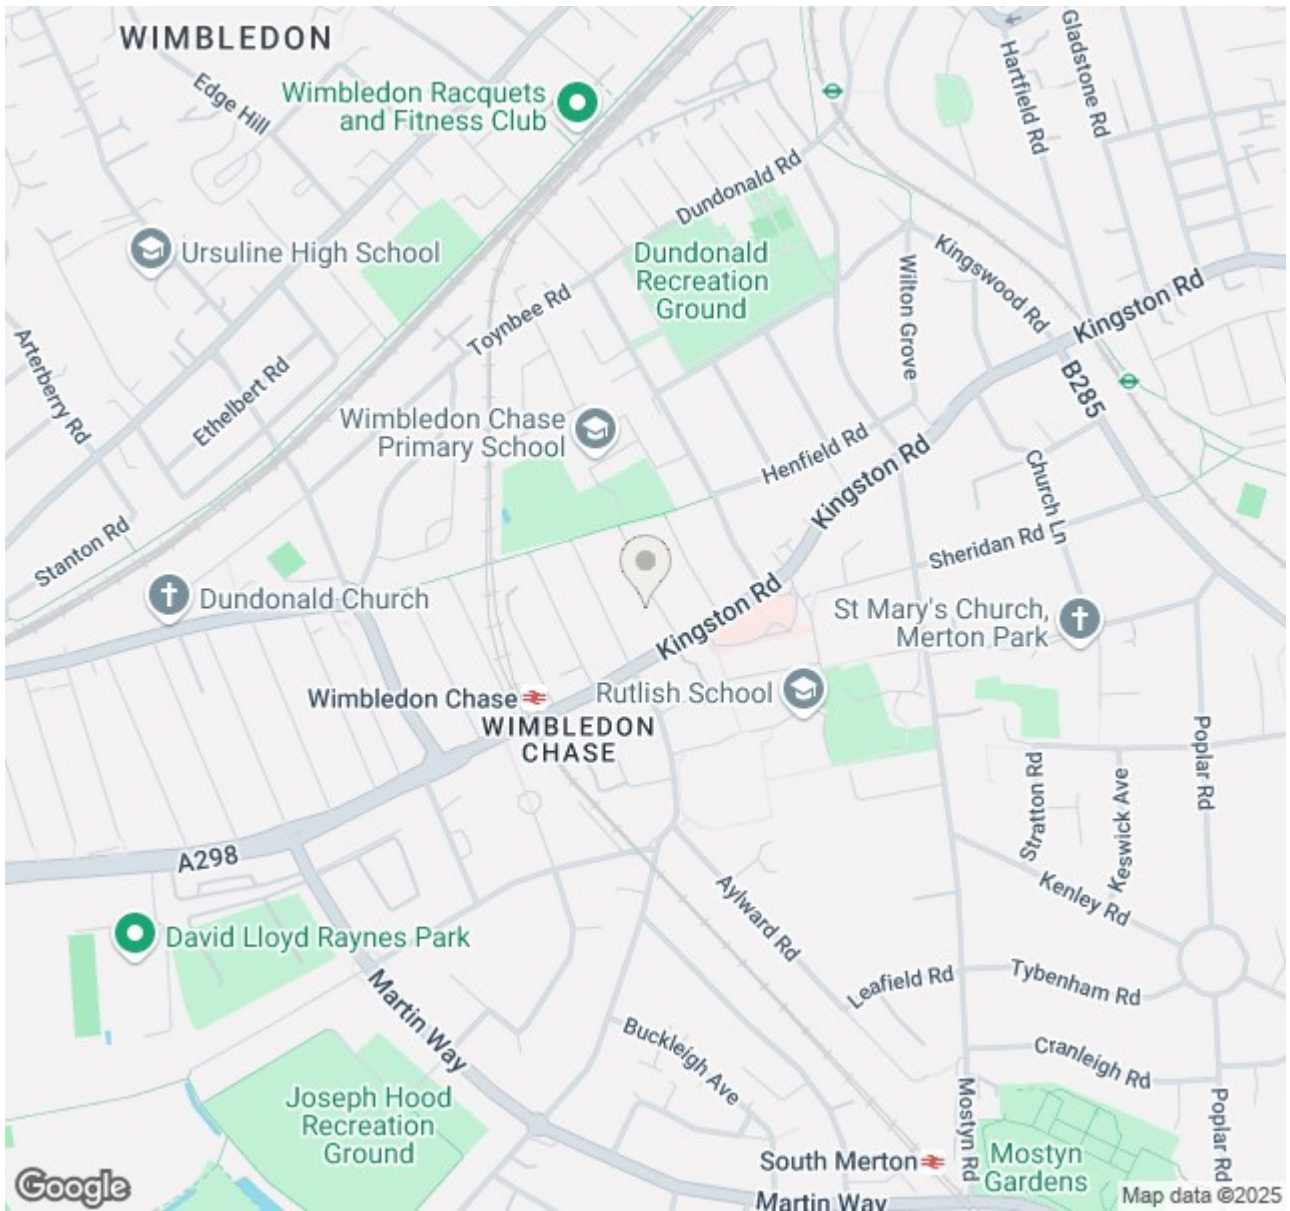 WIMBLEDON
Edge Hill
Wimbledon Racquets
and Fitness Club
Hartfield Rd
Gladstone Rd
Dundonald Rd
Ursuline High School
Dundonald
Recreation
Ground
Wilton Grove
Kingswood Rd
Kingston Rd
Toynbee Rd
Arterberry Rd
Ethelbert Rd
B285
Wimbledon Chase
Primary School
Henfield Rd
Kingston Rd
Church Ln
Stanton Rd
Sheridan Rd
Dundonald Church
Kingston Rd
St Mary's Church,
Merton Park
Wimbledon Chase
Rutlish School
WIMBLEDON
CHASE
Poplar Rd
Stratton Rd
Keswick Ave
A298
Kenley Rd
Aylward Rd
David Lloyd Raynes Park
Leafield Rd
Tybenham Rd
Martin Way
Buckleigh Ave
Cranleigh Rd
Joseph Hood
Recreation
Ground
Mostyn Rd
Poplar Rd
South Merton
Mostyn
Gardens
Martin Way
Google
Map data ©2025